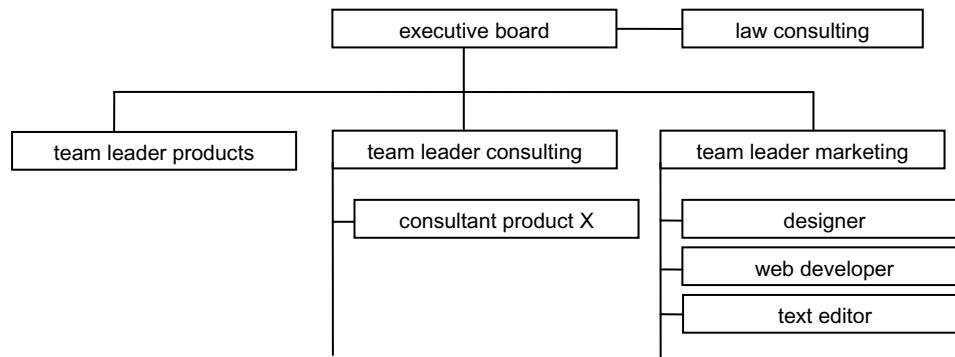 executive board
law consulting
team leader products
team leader consulting
team leader marketing
consultant product X
designer
web developer
text editor